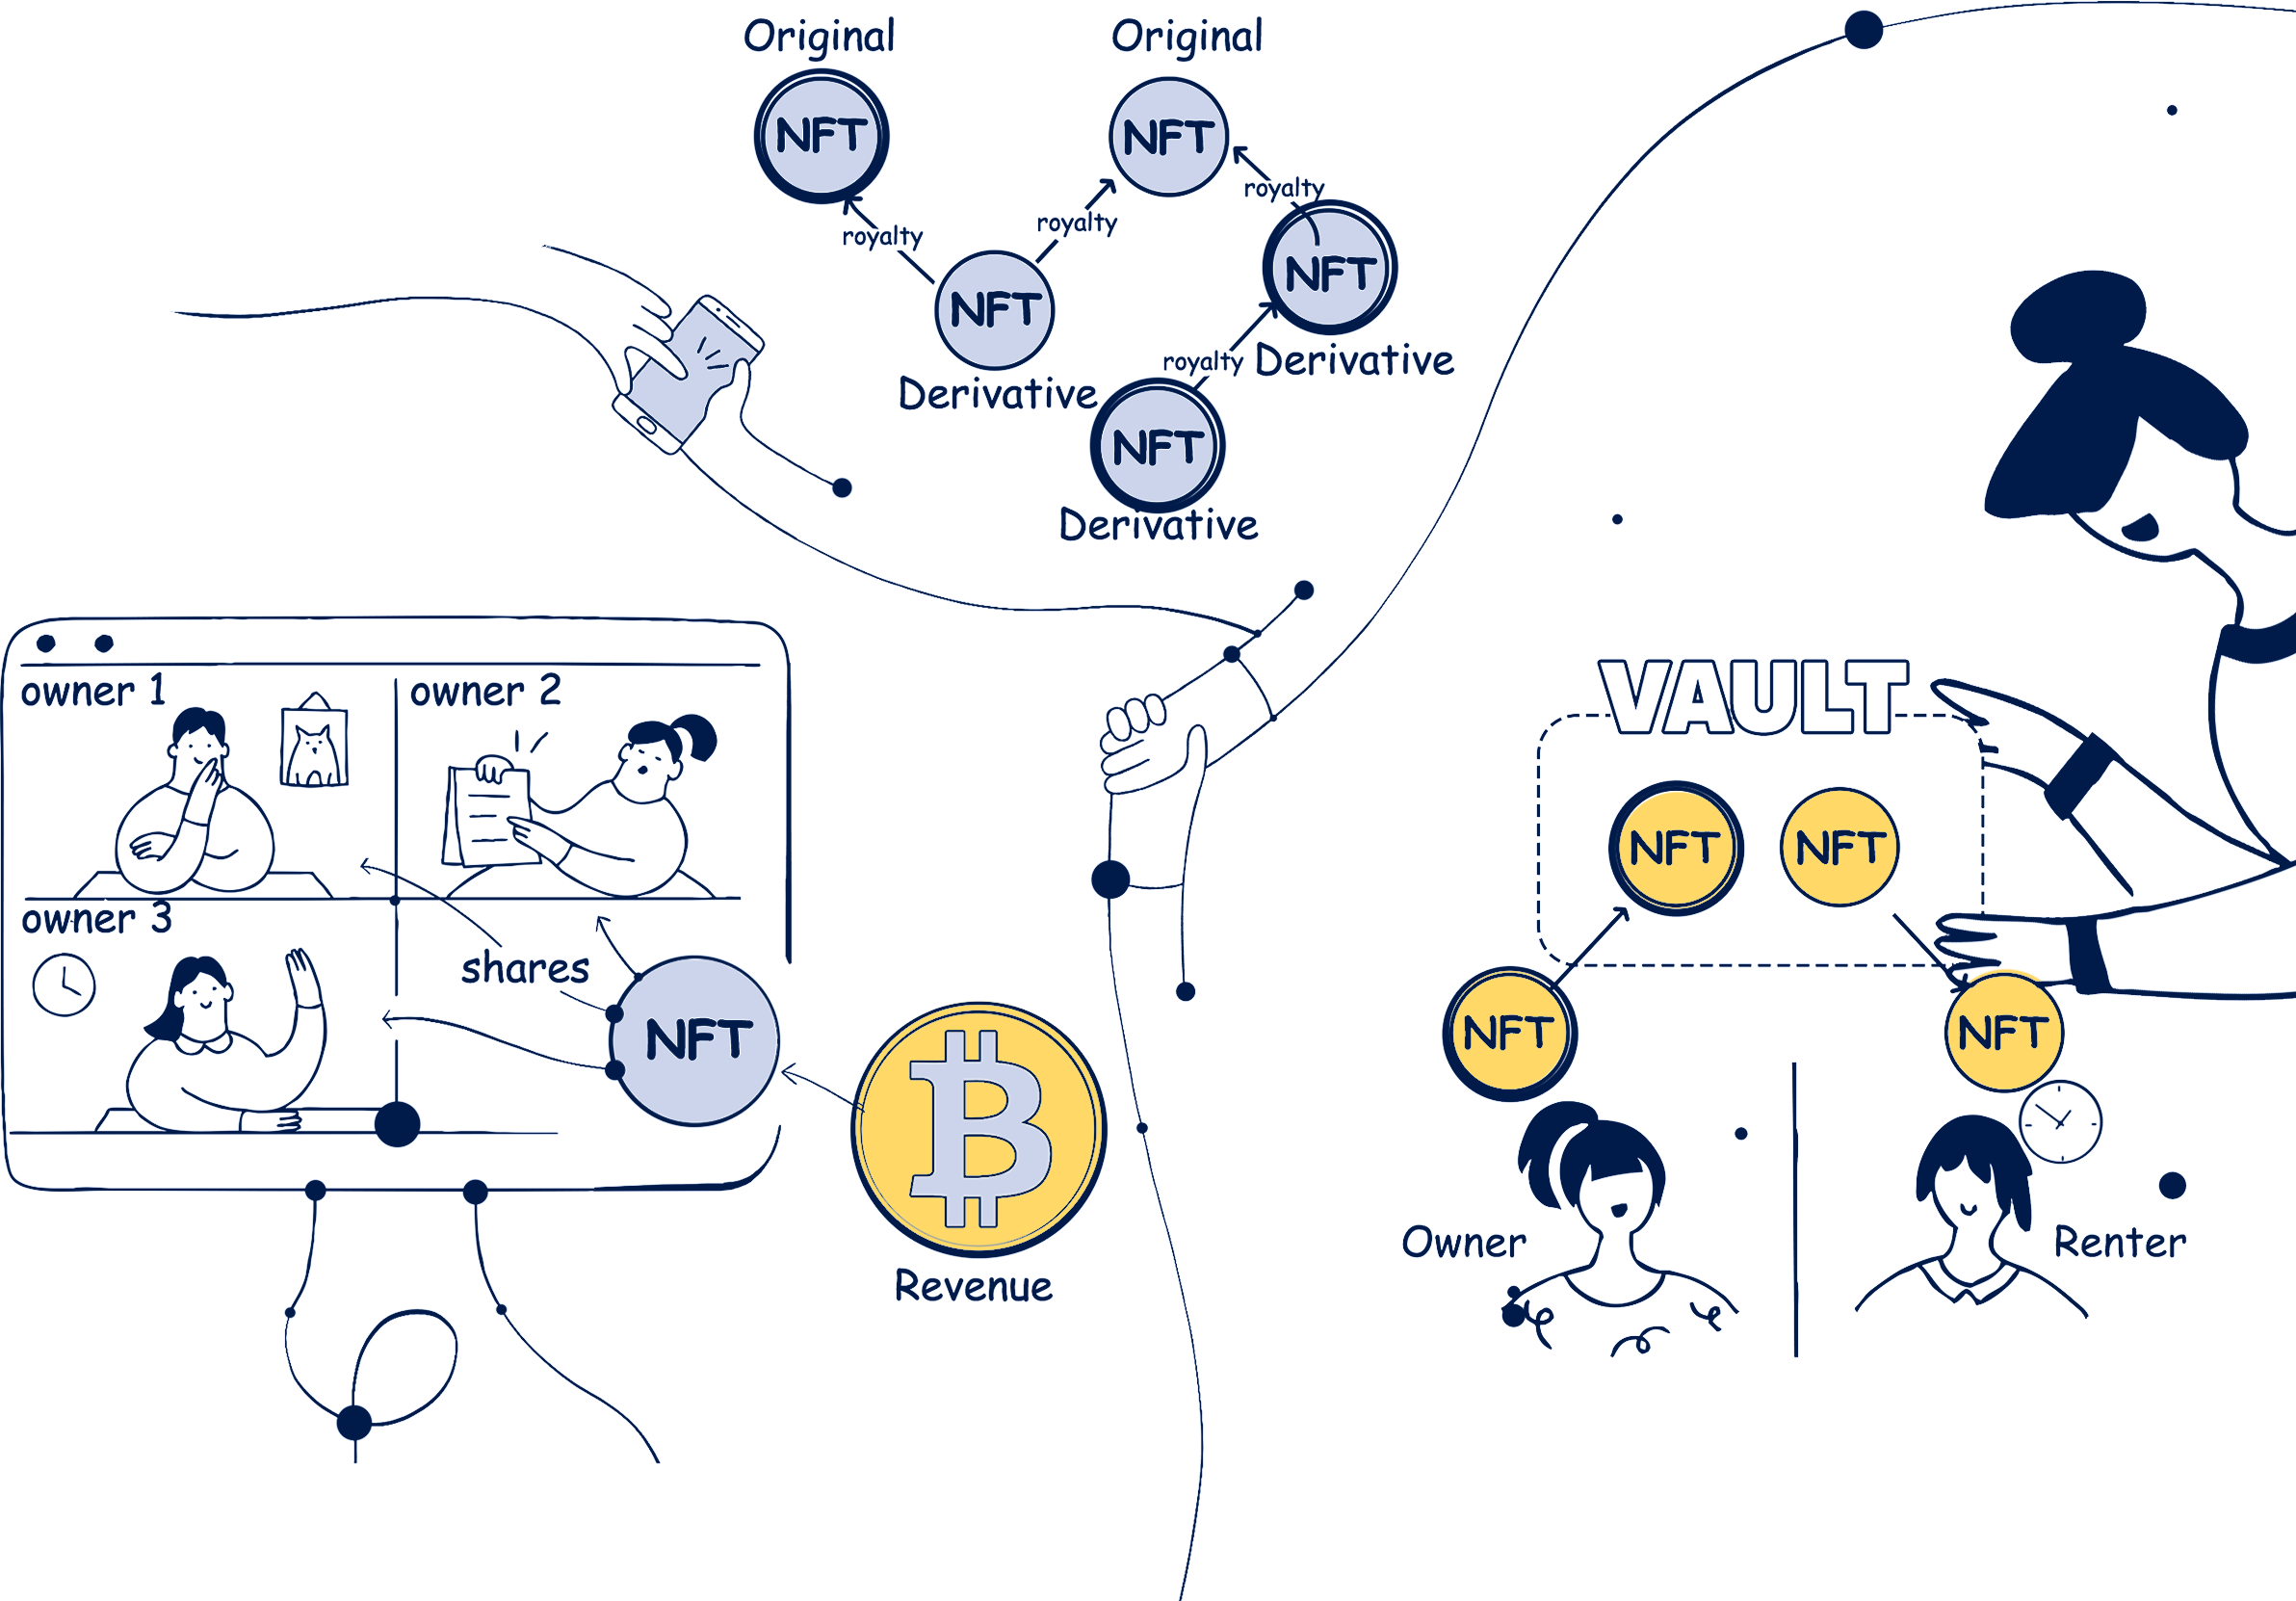 Original
Original
NFT
NFT
royalty
royalty
royalty
NFT
NFT
Derivative
royalty
Derivative
NFT
Derivative
owner 1
owner 2
owner 3
shares
NFT
Revenue
VAULT
NFT
NFT
NFT
NFT
Owner
Renter